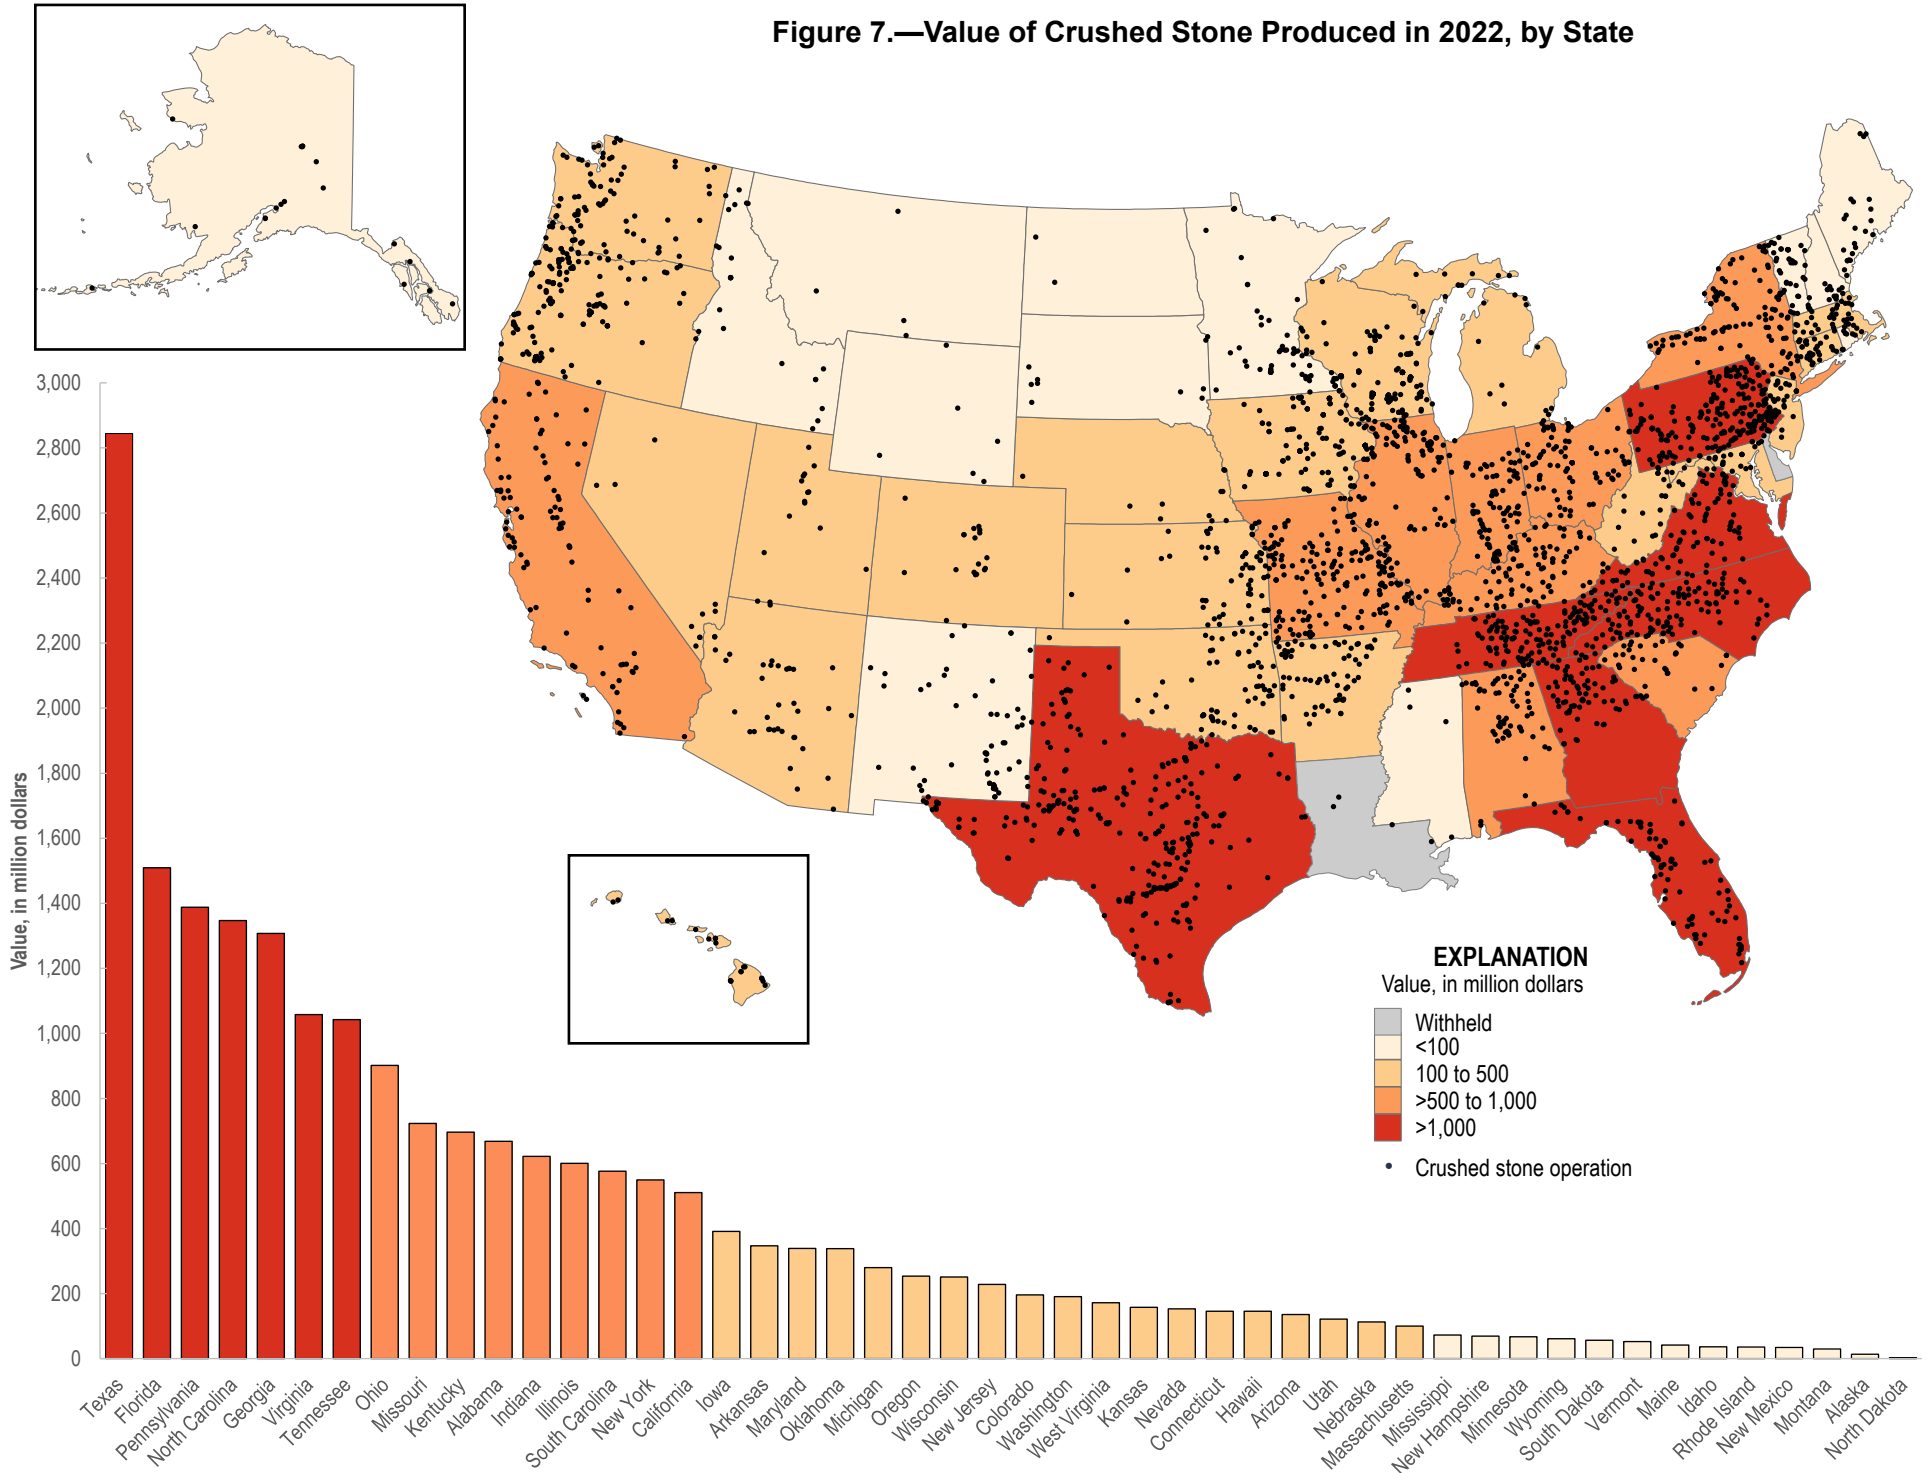 Figure 7.—Value of Crushed Stone Produced in 2022, by State
3,000
2,800
2,600
2,400
2,200
2,000
1,800
1,600
1,400
1,200
1,000
800
600
400
200
0
Value, in million dollars
EXPLANATION
Value, in million dollars
Withheld
<100
100 to 500
>500 to 1,000
>1,000
Crushed stone operation
Texas
Florida
Pennsylvania
North Carolina
Georgia
Virginia
Tennessee
Ohio
Missouri
Kentucky
Alabama
Indiana
Illinois
South Carolina
New York
California
Iowa
Arkansas
Maryland
Oklahoma
Michigan
Oregon
Wisconsin
New Jersey
Colorado
Washington
West Virginia
Kansas
Nevada
Connecticut
Hawaii
Arizona
Utah
Nebraska
Massachusetts
Mississippi
New Hampshire
Minnesota
Wyoming
South Dakota
Vermont
Maine
Idaho
Rhode Island
New Mexico
Montana
Alaska
North Dakota